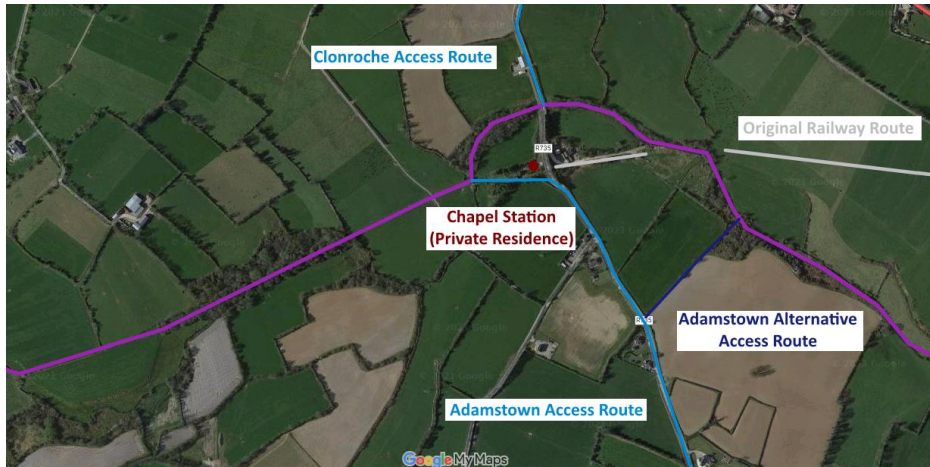 Clonroche Access Route
Original Railway Route
R735
Chapel Station
(Private Residence)
Adamstown Alternative
Access Route
Adamstown Access Route
Google My Maps